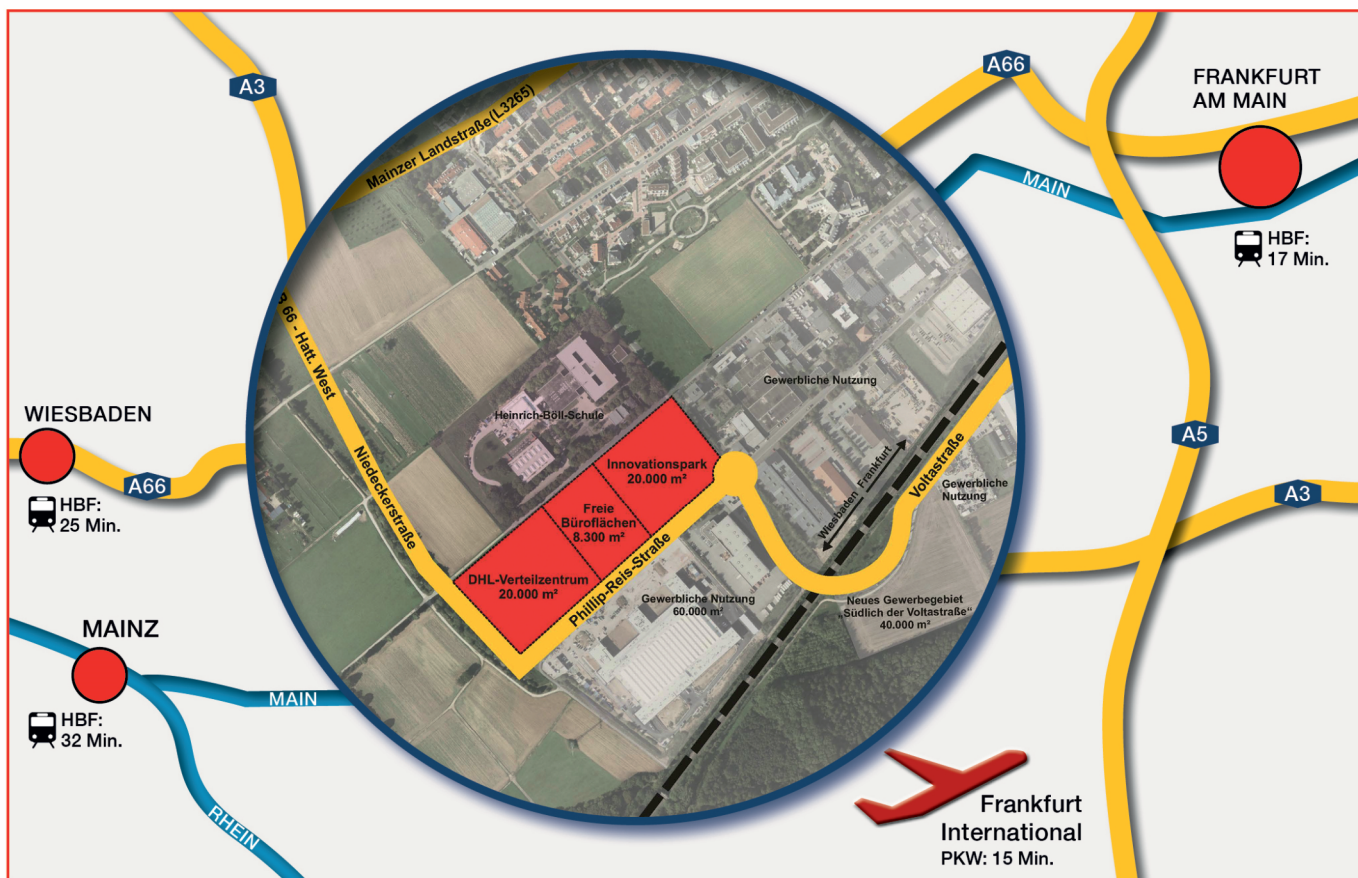 A3
A66
FRANKFURT
AM MAIN
MAIN
HBF:
17 Min.
Mainzer Landstraße(L3265)
B 66 - Hatt. West
Niedeckerstraße
Heinrich-Böll-Schule
Gewerbliche Nutzung
Innovationspark
20.000 m²
Freie
Büroflächen
8.300 m²
DHL-Verteilzentrum
20.000 m²
Phillip-Reis-Straße
Wiesbaden Frankfurt
Voltastraße
Gewerbliche
Nutzung
Gewerbliche Nutzung
60.000 m²
Neues Gewerbegebiet
„Südlich der Voltastraße“
40.000 m²
WIESBADEN
A66
HBF:
25 Min.
A5
A3
MAINZ
MAIN
HBF:
32 Min.
RHEIN
Frankfurt
International
PKW: 15 Min.